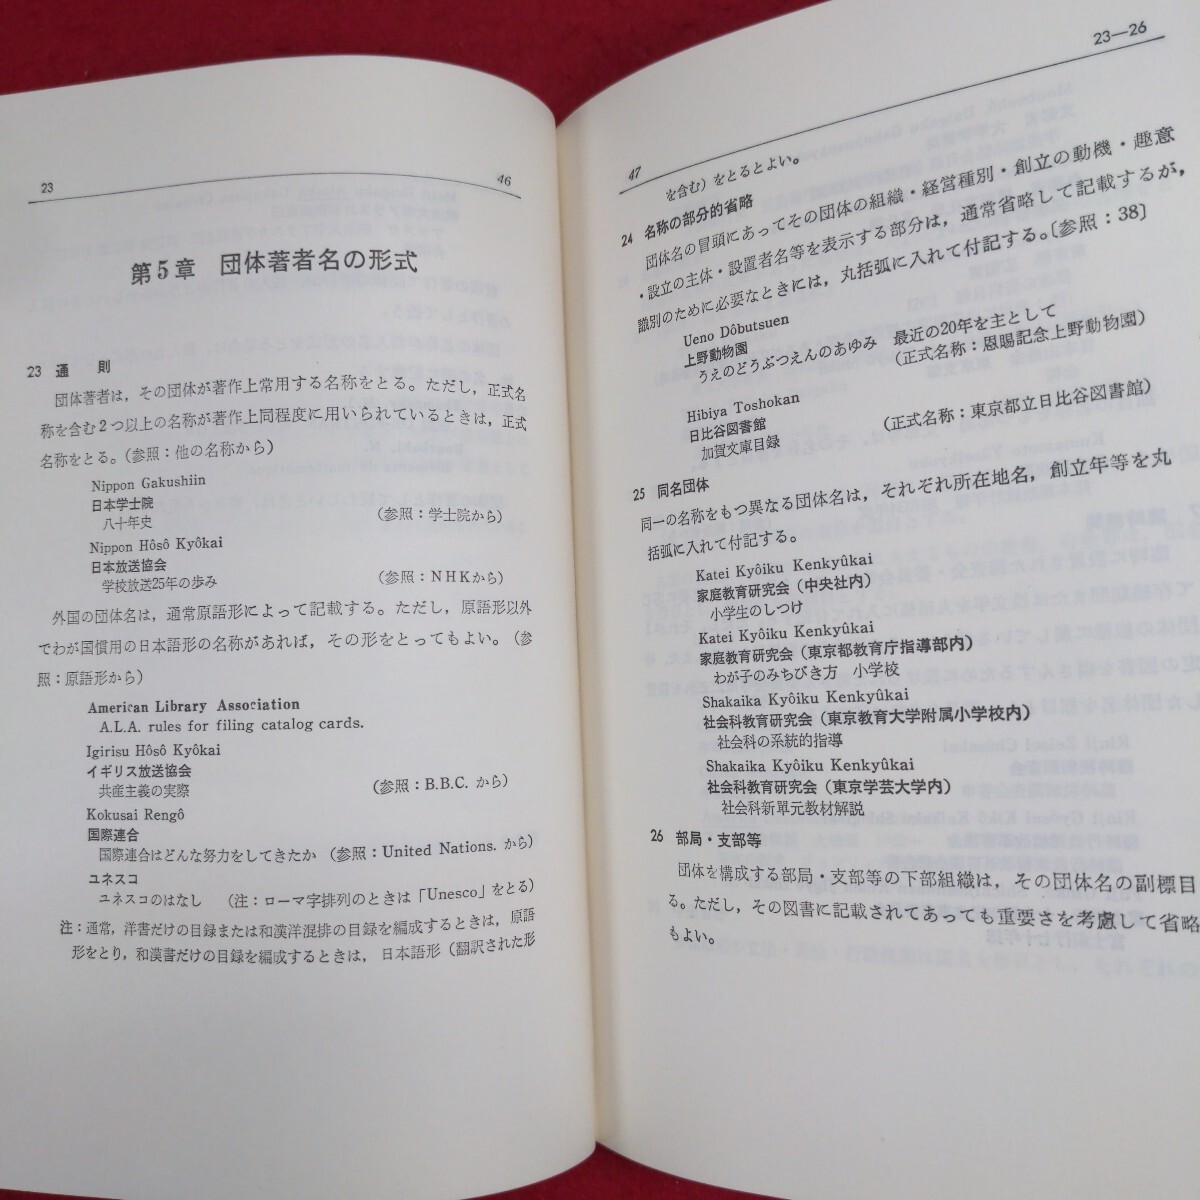 23
46
第5章　団体著者名の形式
23　通　則
団体著者は，その団体が著作上常用する名称をとる。ただし，正式名
称を含む2つ以上の名称が著作上同程度に用いられているときは，正式
名称をとる。（参照：他の名称から）
Nippon Gakushiin
日本学士院
八十年史　（参照：学士院から）
Nippon Hôsô Kyôkai
日本放送協会
学校放送25年の歩み　（参照：NHKから）
外国の団体名は，通常原語形によって記載する。ただし，原語形以外
でわが国慣用の日本語形の名称があれば，その形をとってもよい。（参
照：原語形から）
American Library Association
A.L.A. rules for filing catalog cards.
Igirisu Hôsô Kyôkai
イギリス放送協会
共産主義の実際　（参照：B.B.C. から）
Kokusai Rengô
国際連合
国際連合はどんな努力をしてきたか　（参照：United Nations. から）
ユネスコ
ユネスコのはなし　（注：ローマ字排列のときは「Unesco」をとる）
注：通常，洋書だけの目録または和漢洋混排の目録を編成するときは，原語
形をとり，和漢書だけの目録を編成するときは，日本語形（翻訳された形
47
23—26
を含む）をとるとよい。
24　名称の部分的省略
団体名の冒頭にあってその団体の組織・経営種別・創立の動機・趣意
・設立の主体・設置者名等を表示する部分は，通常省略して記載するが，
識別のために必要なときには，丸括弧に入れて付記する。〔参照：38〕
Ueno Dôbutsuen
上野動物園
うえのどうぶつえんのあゆみ　最近の20年を主として
（正式名称：恩賜記念上野動物園）
Hibiya Toshokan
日比谷図書館
加賀文庫目録　（正式名称：東京都立日比谷図書館）
25　同名団体
同一の名称をもつ異なる団体名は，それぞれ所在地名，創立年等を丸
括弧に入れて付記する。
Katei Kyôiku Kenkyûkai
家庭教育研究会（中央社内）
小学生のしつけ
Katei Kyôiku Kenkyûkai
家庭教育研究会（東京都教育庁指導部内）
わが子のみちびき方　小学校
Shakaika Kyôiku Kenkyûkai
社会科教育研究会（東京教育大学附属小学校内）
社会科の系統的指導
Shakaika Kyôiku Kenkyûkai
社会科教育研究会（東京学芸大学内）
社会科新単元教材解説
26　部局・支部等
団体を構成する部局・支部等の下部組織は，その団体名の副標目
る。ただし，その図書に記載されてあっても重要さを考慮して省略
もよい。